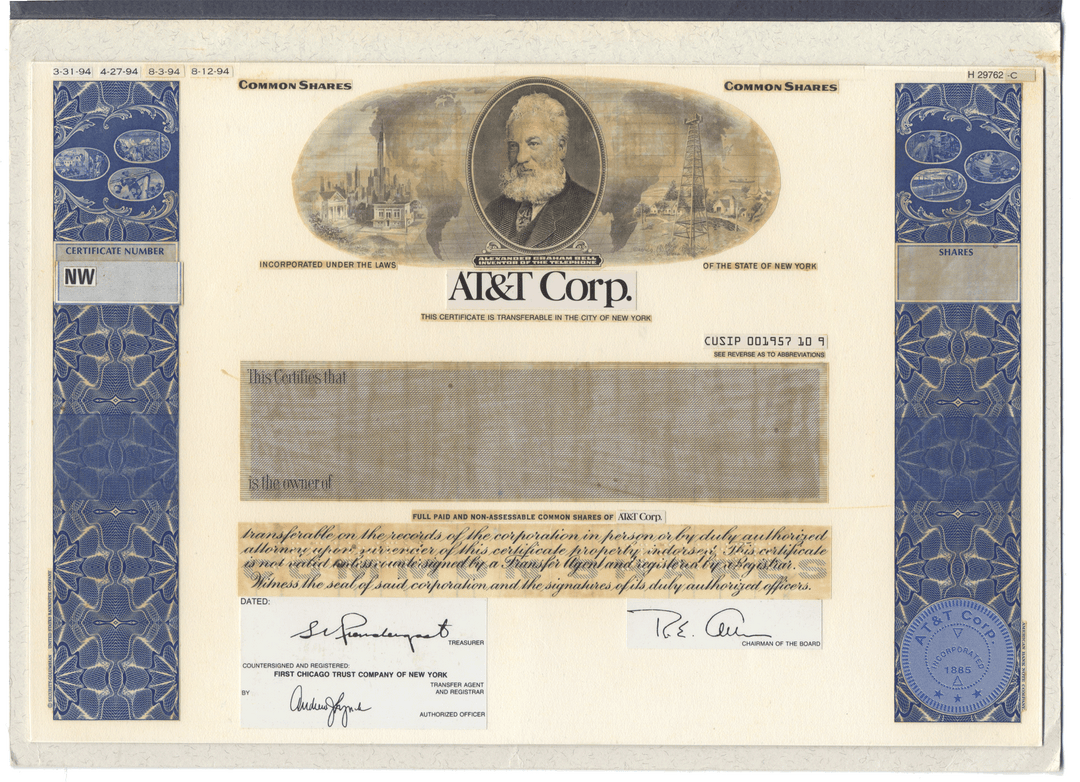 3-31-94 4-27-94 8-3-94 8-12-94
H 29762 -C
COMMON SHARES
COMMON SHARES
CERTIFICATE NUMBER
NW
SHARES
ALEXANDER GRAHAM BELL
INVENTOR OF THE TELEPHONE
INCORPORATED UNDER THE LAWS
OF THE STATE OF NEW YORK
AT&T Corp.
THIS CERTIFICATE IS TRANSFERABLE IN THE CITY OF NEW YORK
CUSIP 001957 10 9
SEE REVERSE AS TO ABBREVIATIONS
This Certifies that
is the owner of
FULL PAID AND NON-ASSESSABLE COMMON SHARES OF AT&T Corp.
transferable on the records of the corporation in person or by duly authorized
attorney upon of this certificate properly This certificate
is not valid unless countersigned by a Transfer Agent and registered by a Registrar.
Witness the seal of said corporation and the signatures of its duly authorized officers.
DATED:
TREASURER
R.E. Allen
CHAIRMAN OF THE BOARD
COUNTERSIGNED AND REGISTERED:
FIRST CHICAGO TRUST COMPANY OF NEW YORK
TRANSFER AGENT
AND REGISTRAR
BY
AUTHORIZED OFFICER
AT&T Corp.
INCORPORATED
1885